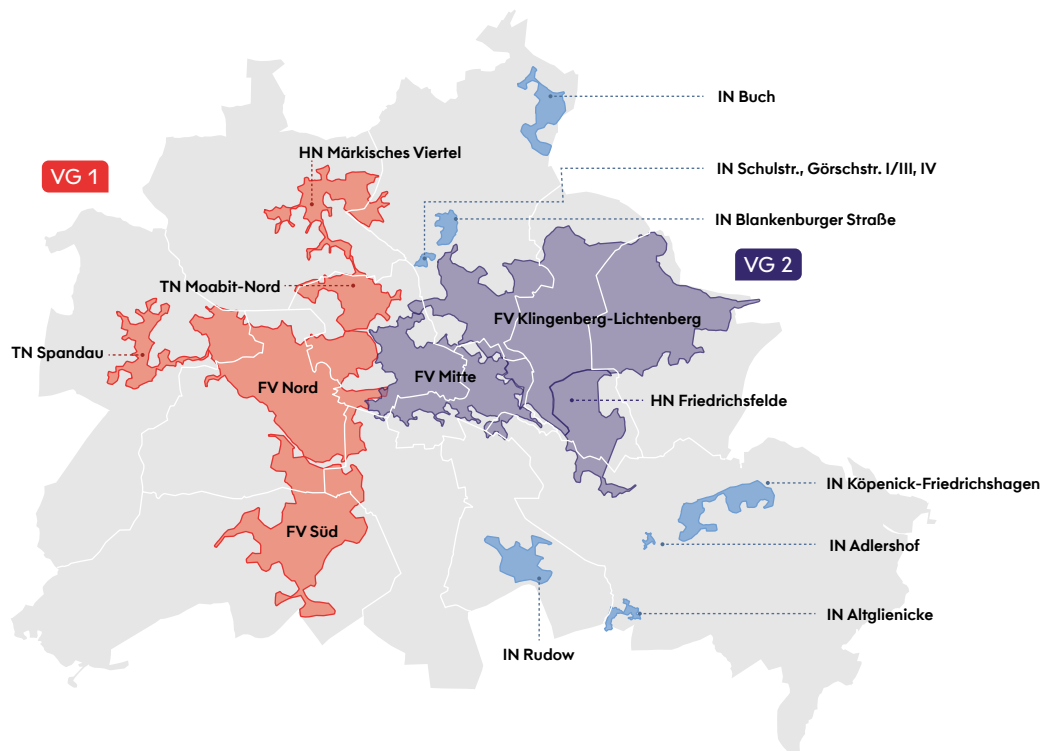 IN Buch
HN Märkisches Viertel
VG 1
IN Schulstr., Görschstr. I/III, IV
IN Blankenburger Straße
VG 2
TN Moabit-Nord
FV Klingenberg-Lichtenberg
TN Spandau
FV Nord
FV Mitte
HN Friedrichsfelde
IN Köpenick-Friedrichshagen
FV Süd
IN Adlershof
IN Altglienicke
IN Rudow